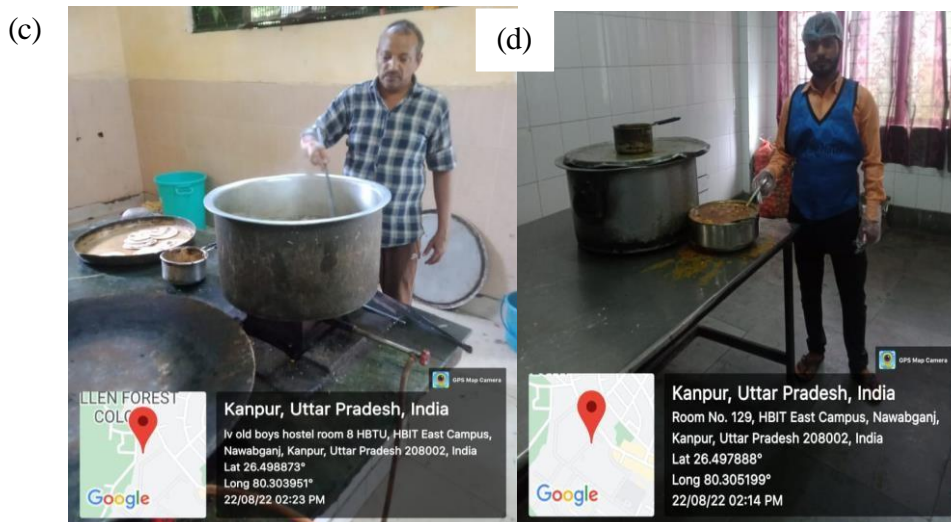 (c)
(d)
LLEN FOREST
COLO
Google
GPS Map Camera
Kanpur, Uttar Pradesh, India
Iv old boys hostel room 8 HBTU, HBIT East Campus,
Nawabganj, Kanpur, Uttar Pradesh 208002, India
Lat 26.498873°
Long 80.303951°
22/08/22 02:23 PM
Google
GPS Map Camera
Kanpur, Uttar Pradesh, India
Room No. 129, HBIT East Campus, Nawabganj,
Kanpur, Uttar Pradesh 208002, India
Lat 26.497888°
Long 80.305199°
22/08/22 02:14 PM